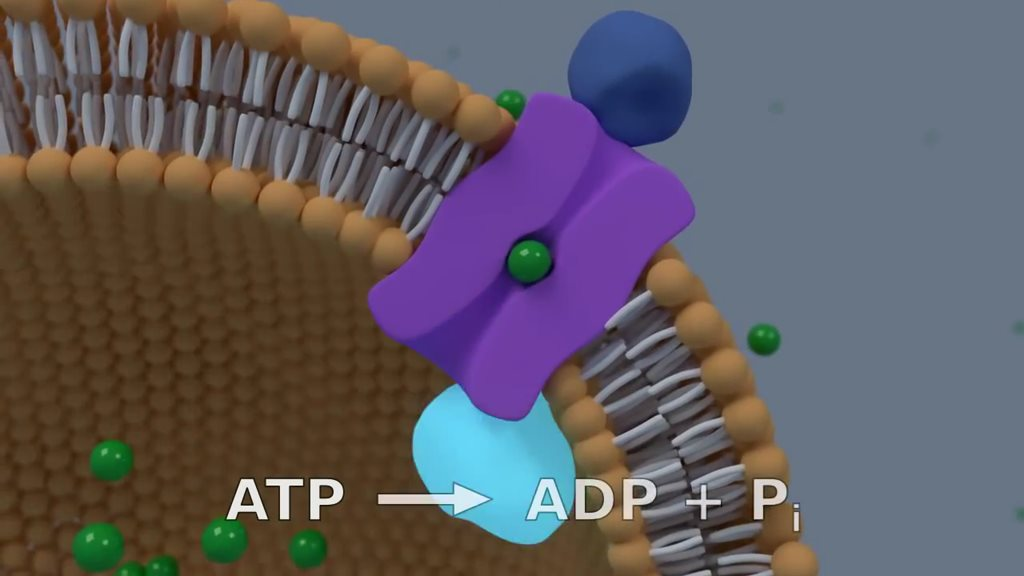 ATP → ADP + Pᵢ